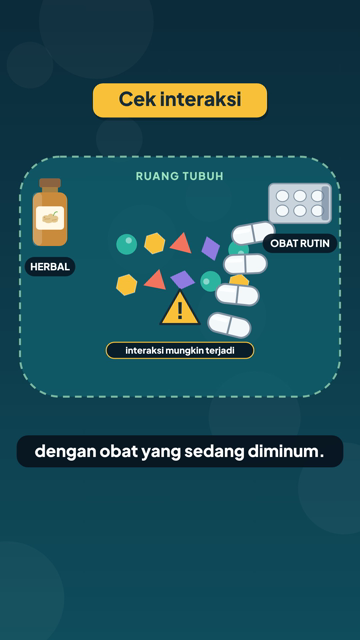 Cek interaksi
RUANG TUBUH
OBAT RUTIN
HERBAL
interaksi mungkin terjadi
dengan obat yang sedang diminum.